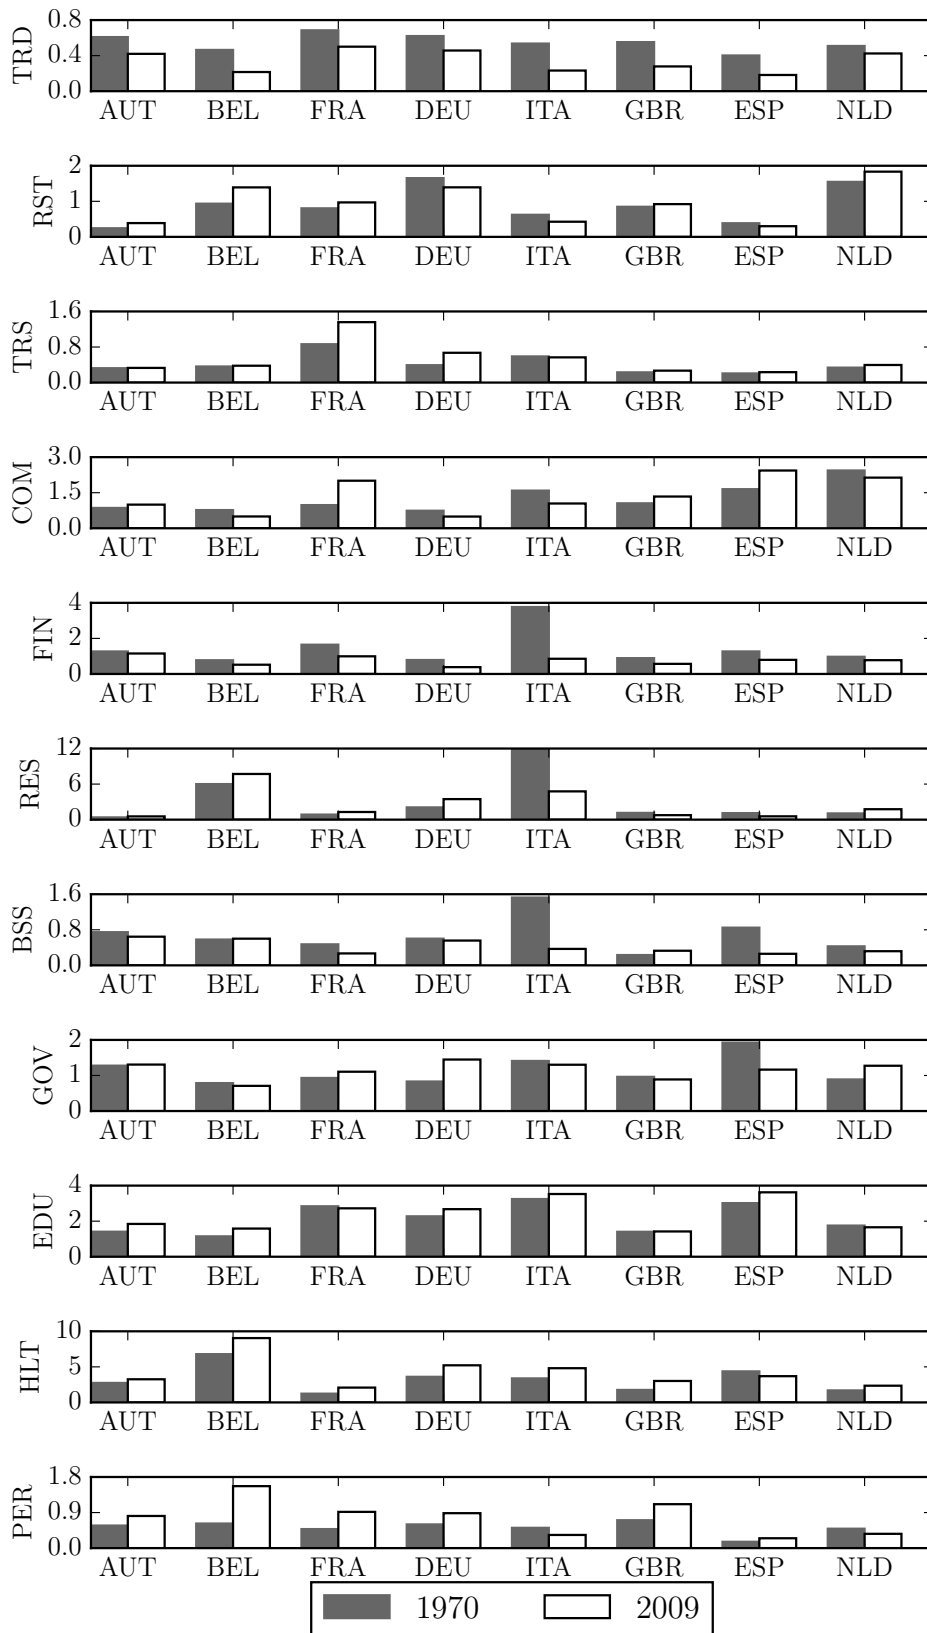 TRD
0.8
0.4
0.0
AUT BEL FRA DEU ITA GBR ESP NLD
RST
2
1
0
AUT BEL FRA DEU ITA GBR ESP NLD
TRS
1.6
0.8
0.0
AUT BEL FRA DEU ITA GBR ESP NLD
COM
3.0
1.5
0.0
AUT BEL FRA DEU ITA GBR ESP NLD
FIN
4
2
0
AUT BEL FRA DEU ITA GBR ESP NLD
RES
12
6
0
AUT BEL FRA DEU ITA GBR ESP NLD
BSS
1.6
0.8
0.0
AUT BEL FRA DEU ITA GBR ESP NLD
GOV
2
1
0
AUT BEL FRA DEU ITA GBR ESP NLD
EDU
4
2
0
AUT BEL FRA DEU ITA GBR ESP NLD
HLT
10
5
0
AUT BEL FRA DEU ITA GBR ESP NLD
PER
1.8
0.9
0.0
AUT BEL FRA DEU ITA GBR ESP NLD
1970 2009